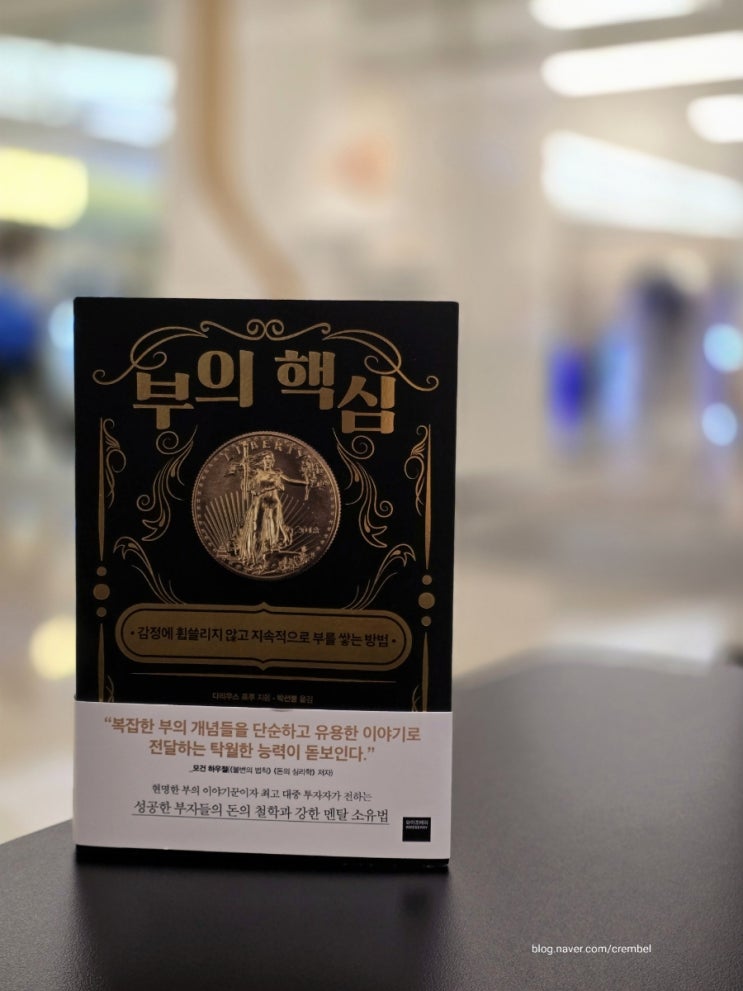 부의 핵심
LIBERTY
• 감정에 휩쓸리지 않고 지속적으로 부를 쌓는 방법 •
다리우스 포루 지음 • 박선령 옮김
“복잡한 부의 개념들을 단순하고 유용한 이야기로
전달하는 탁월한 능력이 돋보인다.”
_모건 하우절(《불변의 법칙》 《돈의 심리학》 저자)
현명한 부의 이야기꾼이자 최고 대중 투자자가 전하는
성공한 부자들의 돈의 철학과 강한 멘탈 소유법
blog.naver.com/crembel